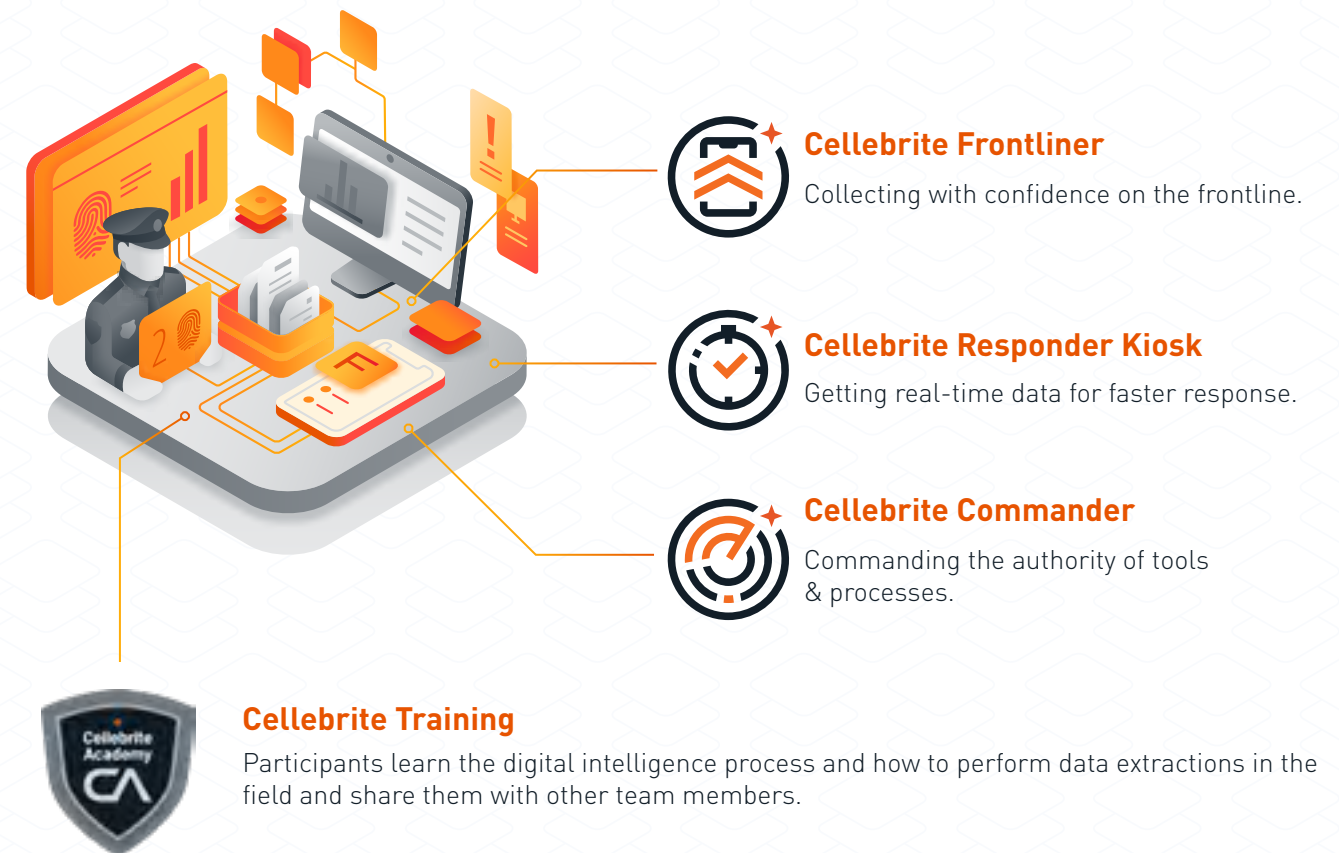 Cellebrite Frontliner
Collecting with confidence on the frontline.
Cellebrite Responder Kiosk
Getting real-time data for faster response.
Cellebrite Commander
Commanding the authority of tools
& processes.
2
F
!
Cellebrite
Academy
CA
Cellebrite Training
Participants learn the digital intelligence process and how to perform data extractions in the
field and share them with other team members.